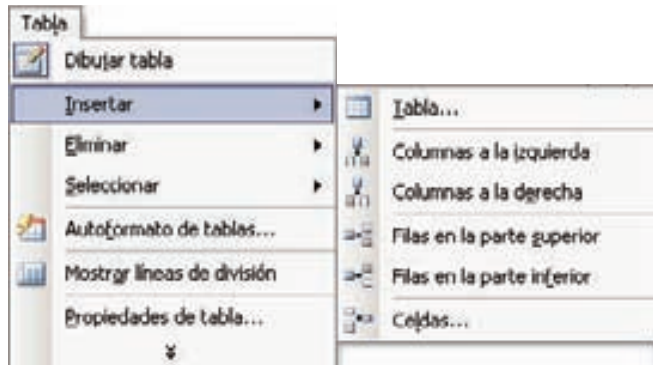 Tabla
Dibujar tabla
Insertar
Eliminar
Seleccionar
Autoformato de tablas...
Mostrar líneas de división
Propiedades de tabla...
Tabla...
Columnas a la izquierda
Columnas a la derecha
Filas en la parte superior
Filas en la parte inferior
Celdas...